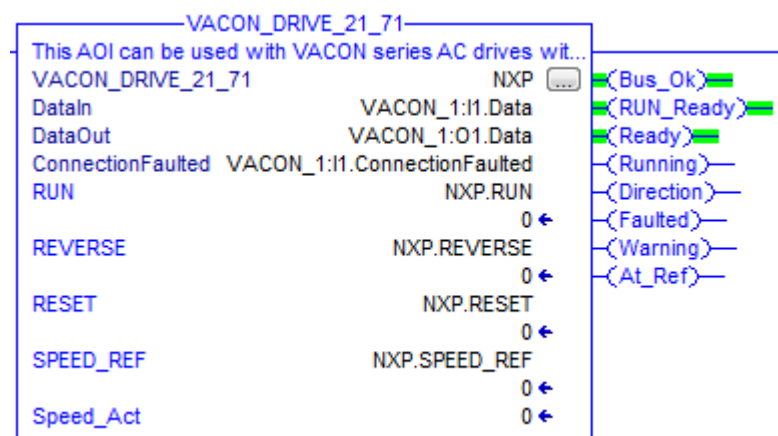 VACON_DRIVE_21_71
This AOI can be used with VACON series AC drives wit...
VACON_DRIVE_21_71 NXP ... (Bus_Ok)
DataIn VACON_1:I1.Data (RUN_Ready)
DataOut VACON_1:O1.Data (Ready)
ConnectionFaulted VACON_1:I1.ConnectionFaulted (Running)
RUN NXP.RUN (Direction)
0 (Faulted)
REVERSE NXP.REVERSE (Warning)
0 (At_Ref)
RESET NXP.RESET
0
SPEED_REF NXP.SPEED_REF
0
Speed_Act 0